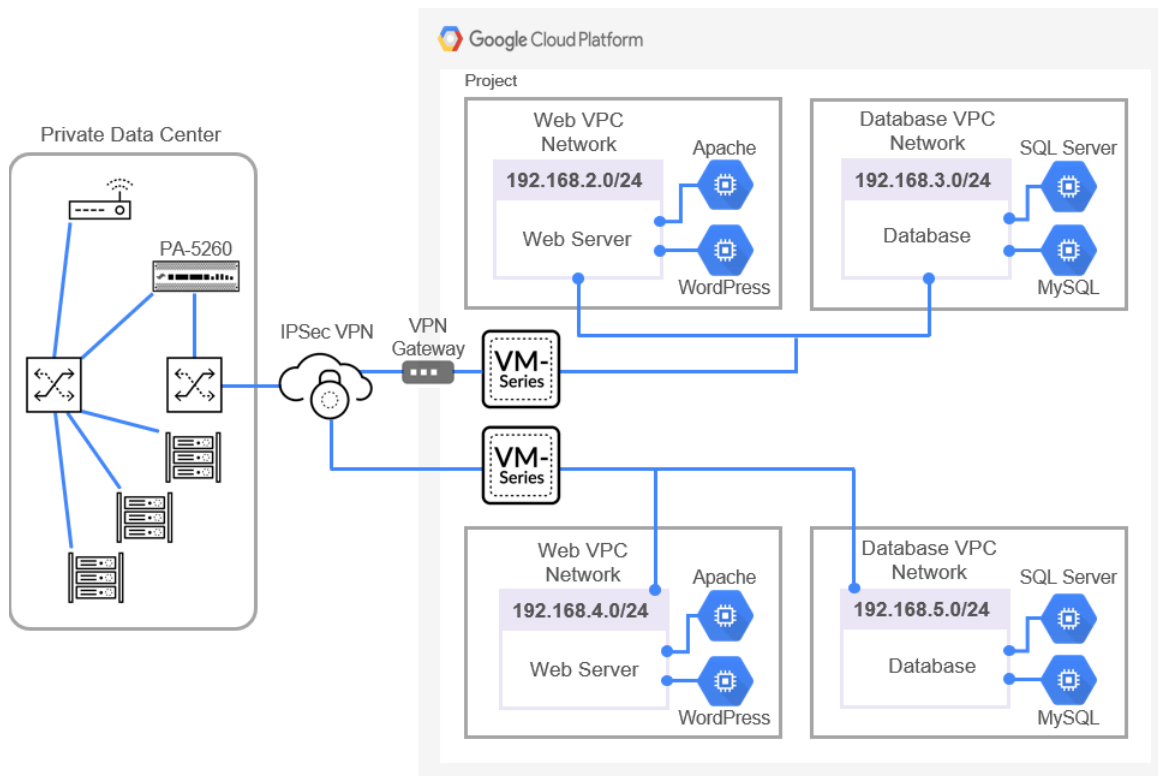 Google Cloud Platform
Project
Private Data Center
PA-5260
IPSec VPN
VPN
Gateway
VM-
Series
VM-
Series
Web VPC
Network
192.168.2.0/24
Web Server
Apache
WordPress
Database VPC
Network
192.168.3.0/24
Database
SQL Server
MySQL
Web VPC
Network
192.168.4.0/24
Web Server
Apache
WordPress
Database VPC
Network
192.168.5.0/24
Database
SQL Server
MySQL